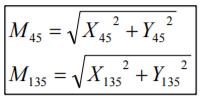 M₄₅ = √(X₄₅² + Y₄₅²)
M₁₃₅ = √(X₁₃₅² + Y₁₃₅²)